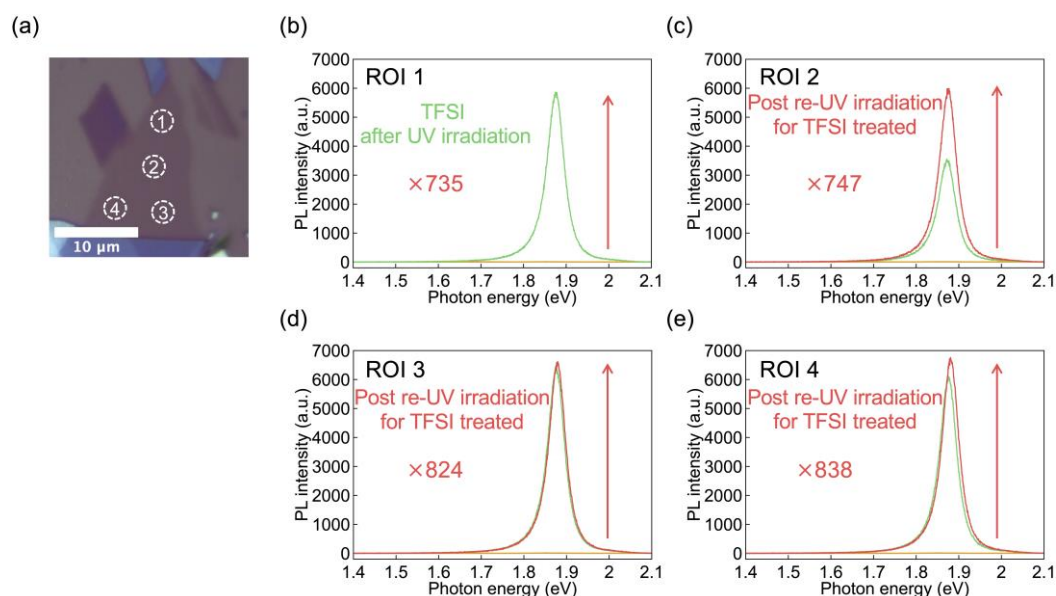 (a)
1
2
4
3
10 μm
(b)
PL intensity (a.u.)
7000
6000
5000
4000
3000
2000
1000
0
ROI 1
TFSI
after UV irradiation
×735
1.4 1.5 1.6 1.7 1.8 1.9 2 2.1
Photon energy (eV)
(c)
PL intensity (a.u.)
7000
6000
5000
4000
3000
2000
1000
0
ROI 2
Post re-UV irradiation
for TFSI treated
×747
1.4 1.5 1.6 1.7 1.8 1.9 2 2.1
Photon energy (eV)
(d)
PL intensity (a.u.)
7000
6000
5000
4000
3000
2000
1000
0
ROI 3
Post re-UV irradiation
for TFSI treated
×824
1.4 1.5 1.6 1.7 1.8 1.9 2 2.1
Photon energy (eV)
(e)
PL intensity (a.u.)
7000
6000
5000
4000
3000
2000
1000
0
ROI 4
Post re-UV irradiation
for TFSI treated
×838
1.4 1.5 1.6 1.7 1.8 1.9 2 2.1
Photon energy (eV)